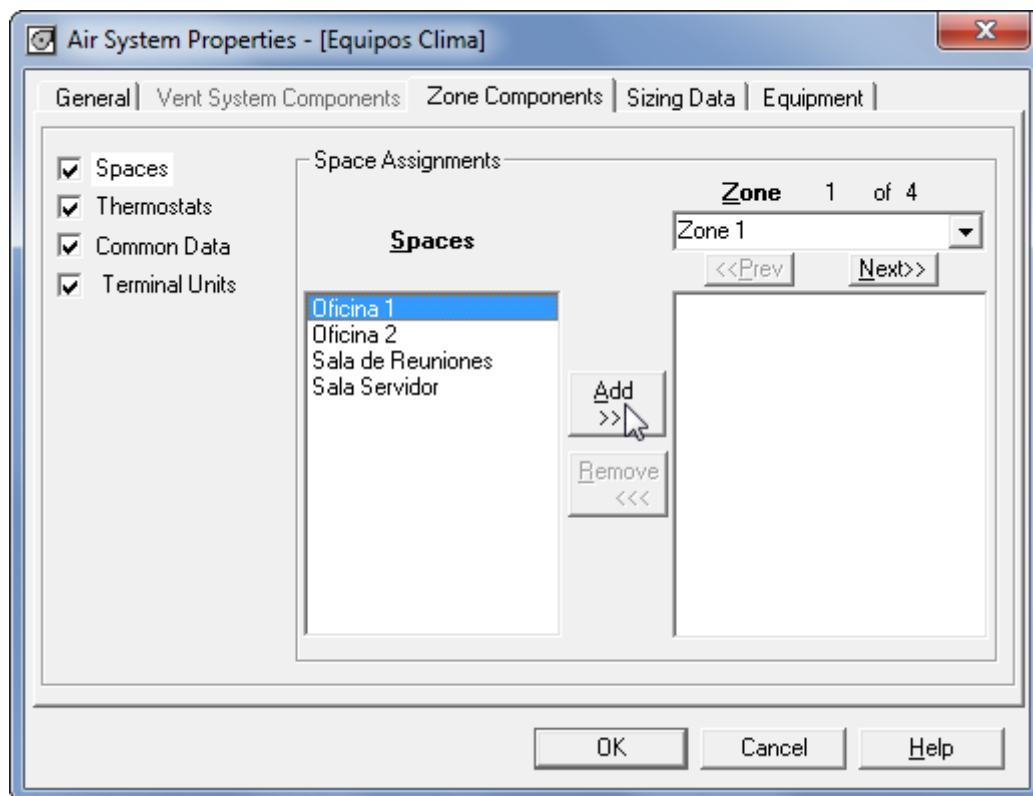 Air System Properties - [Equipos Clima]
General Vent System Components Zone Components Sizing Data Equipment
Spaces
Thermostats
Common Data
Terminal Units
Space Assignments
Spaces
Zone 1 of 4
Zone 1
<<Prev Next>>
Oficina 1
Oficina 2
Sala de Reuniones
Sala Servidor
Add
>>
Remove
<<<
OK Cancel Help